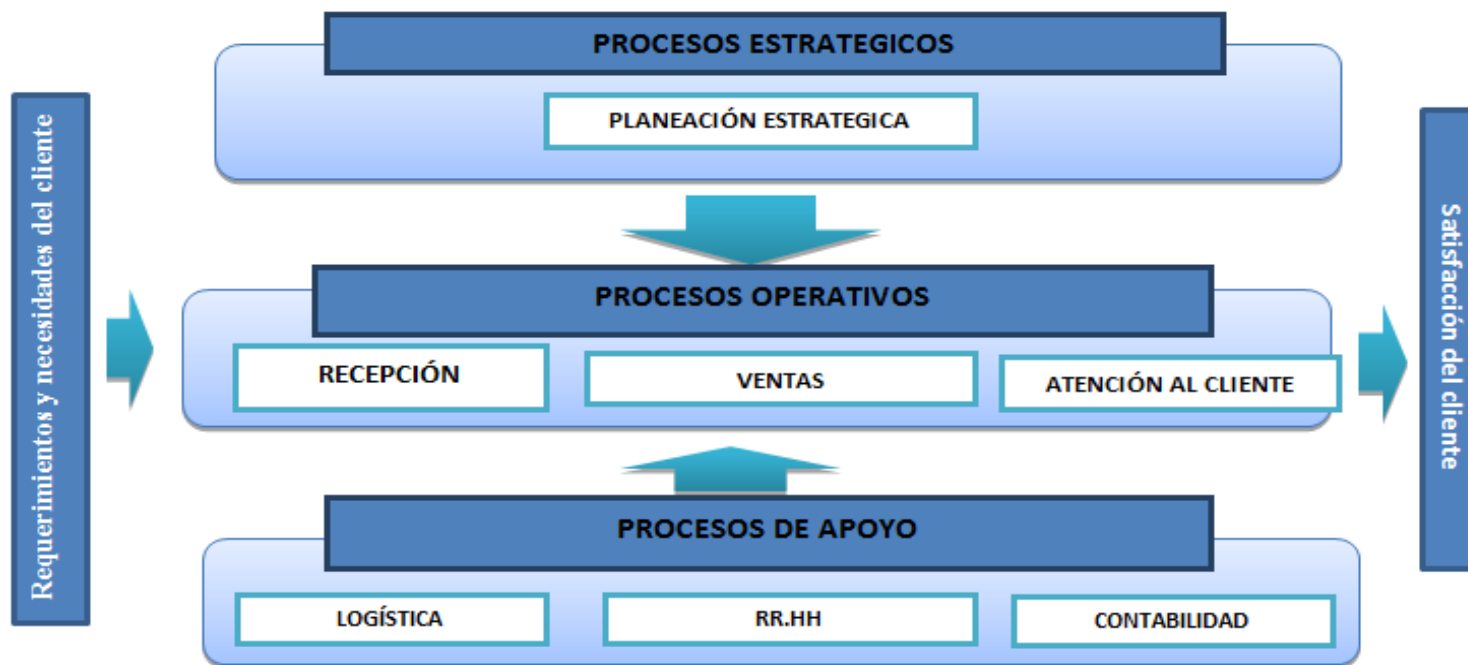 PROCESOS ESTRATEGICOS
PLANEACIÓN ESTRATEGICA
Requerimientos y necesidades del cliente
PROCESOS OPERATIVOS
RECEPCIÓN
VENTAS
ATENCIÓN AL CLIENTE
Satisfacción del cliente
PROCESOS DE APOYO
LOGÍSTICA
RR.HH
CONTABILIDAD